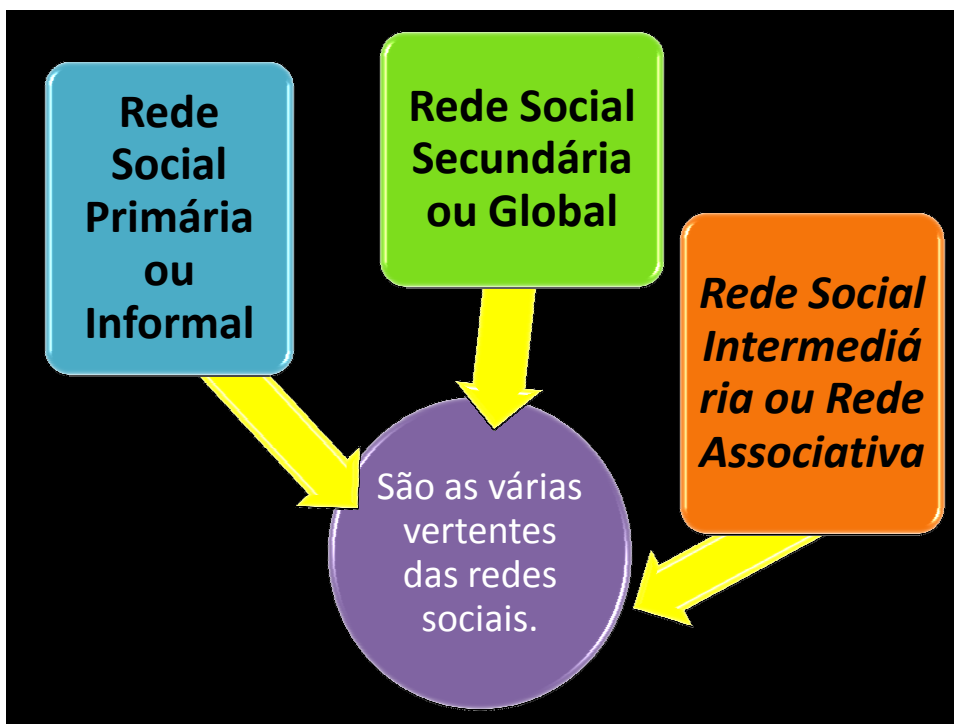 Rede
Social
Primária
ou
Informal
Rede Social
Secundária
ou Global
Rede Social
Intermediá
ria ou Rede
Associativa
São as várias
vertentes
das redes
sociais.